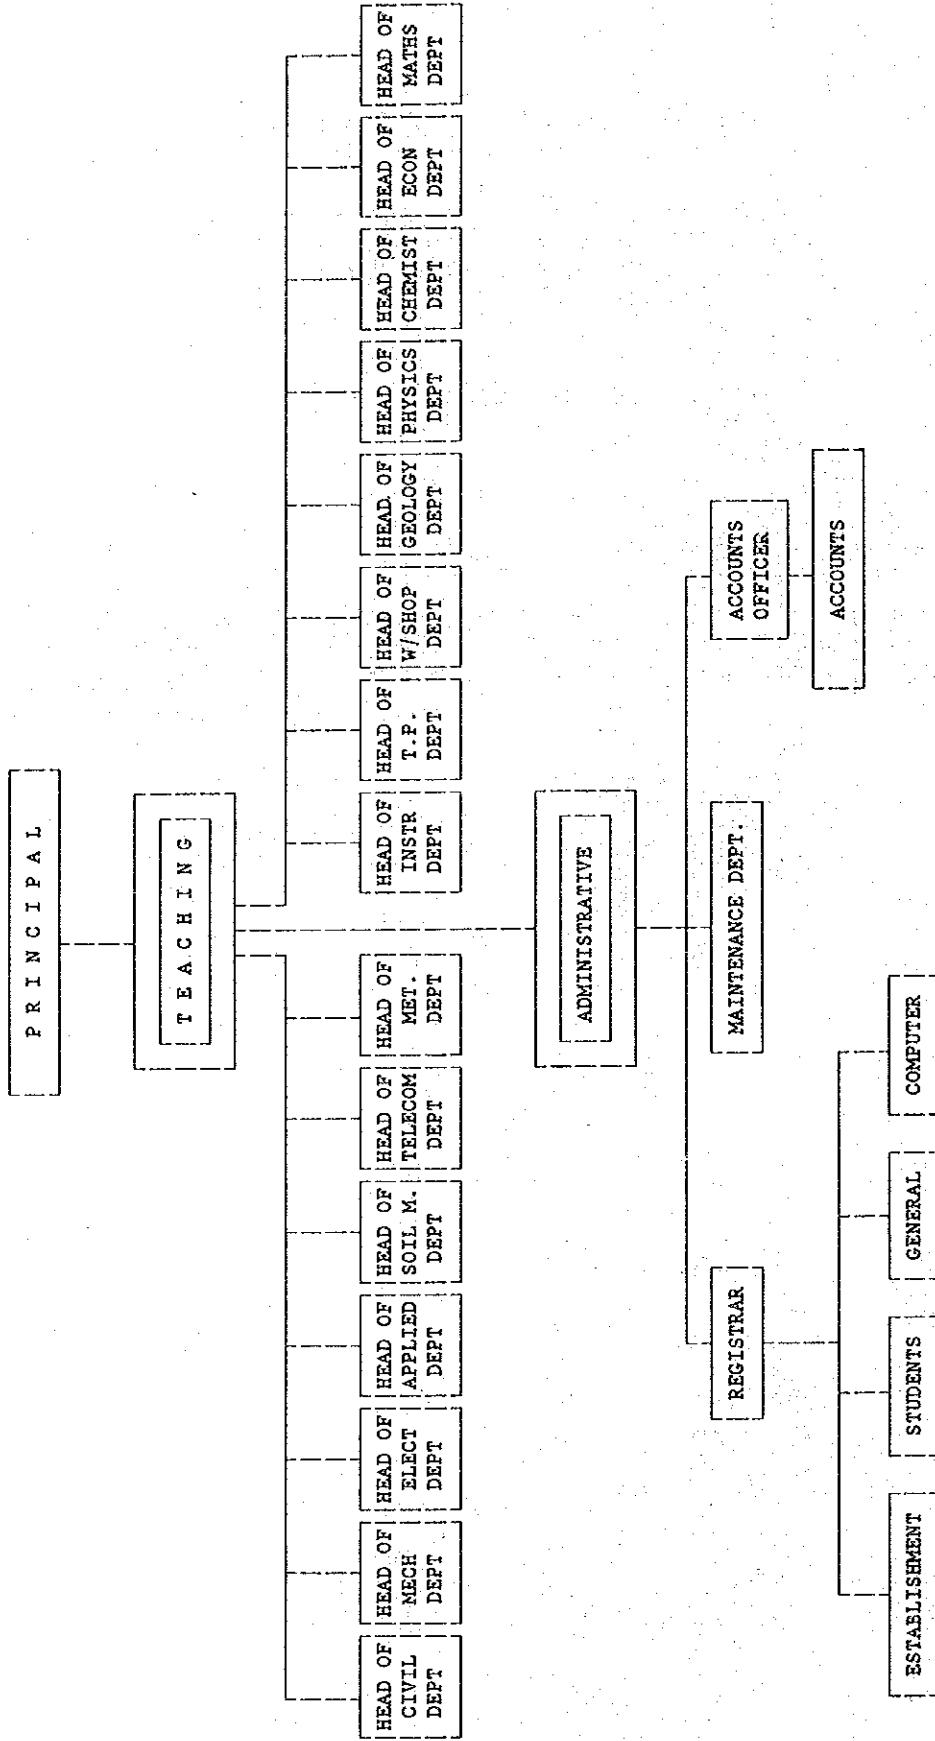 P R I N C I P A L
T E A C H I N G
HEAD OF
CIVIL
DEPT
HEAD OF
MECH
DEPT
HEAD OF
ELECT
DEPT
HEAD OF
APPLIED
DEPT
HEAD OF
SOIL M.
DEPT
HEAD OF
TELECOM
DEPT
HEAD OF
MET.
DEPT
HEAD OF
INSTR
DEPT
HEAD OF
T.P.
DEPT
HEAD OF
W/SHOP
DEPT
HEAD OF
GEOLOGY
DEPT
HEAD OF
PHYSICS
DEPT
HEAD OF
CHEMIST
DEPT
HEAD OF
ECON
DEPT
HEAD OF
MATHS
DEPT
ADMINISTRATIVE
REGISTRAR
MAINTENANCE DEPT.
ACCOUNTS
OFFICER
ACCOUNTS
ESTABLISHMENT
STUDENTS
GENERAL
COMPUTER